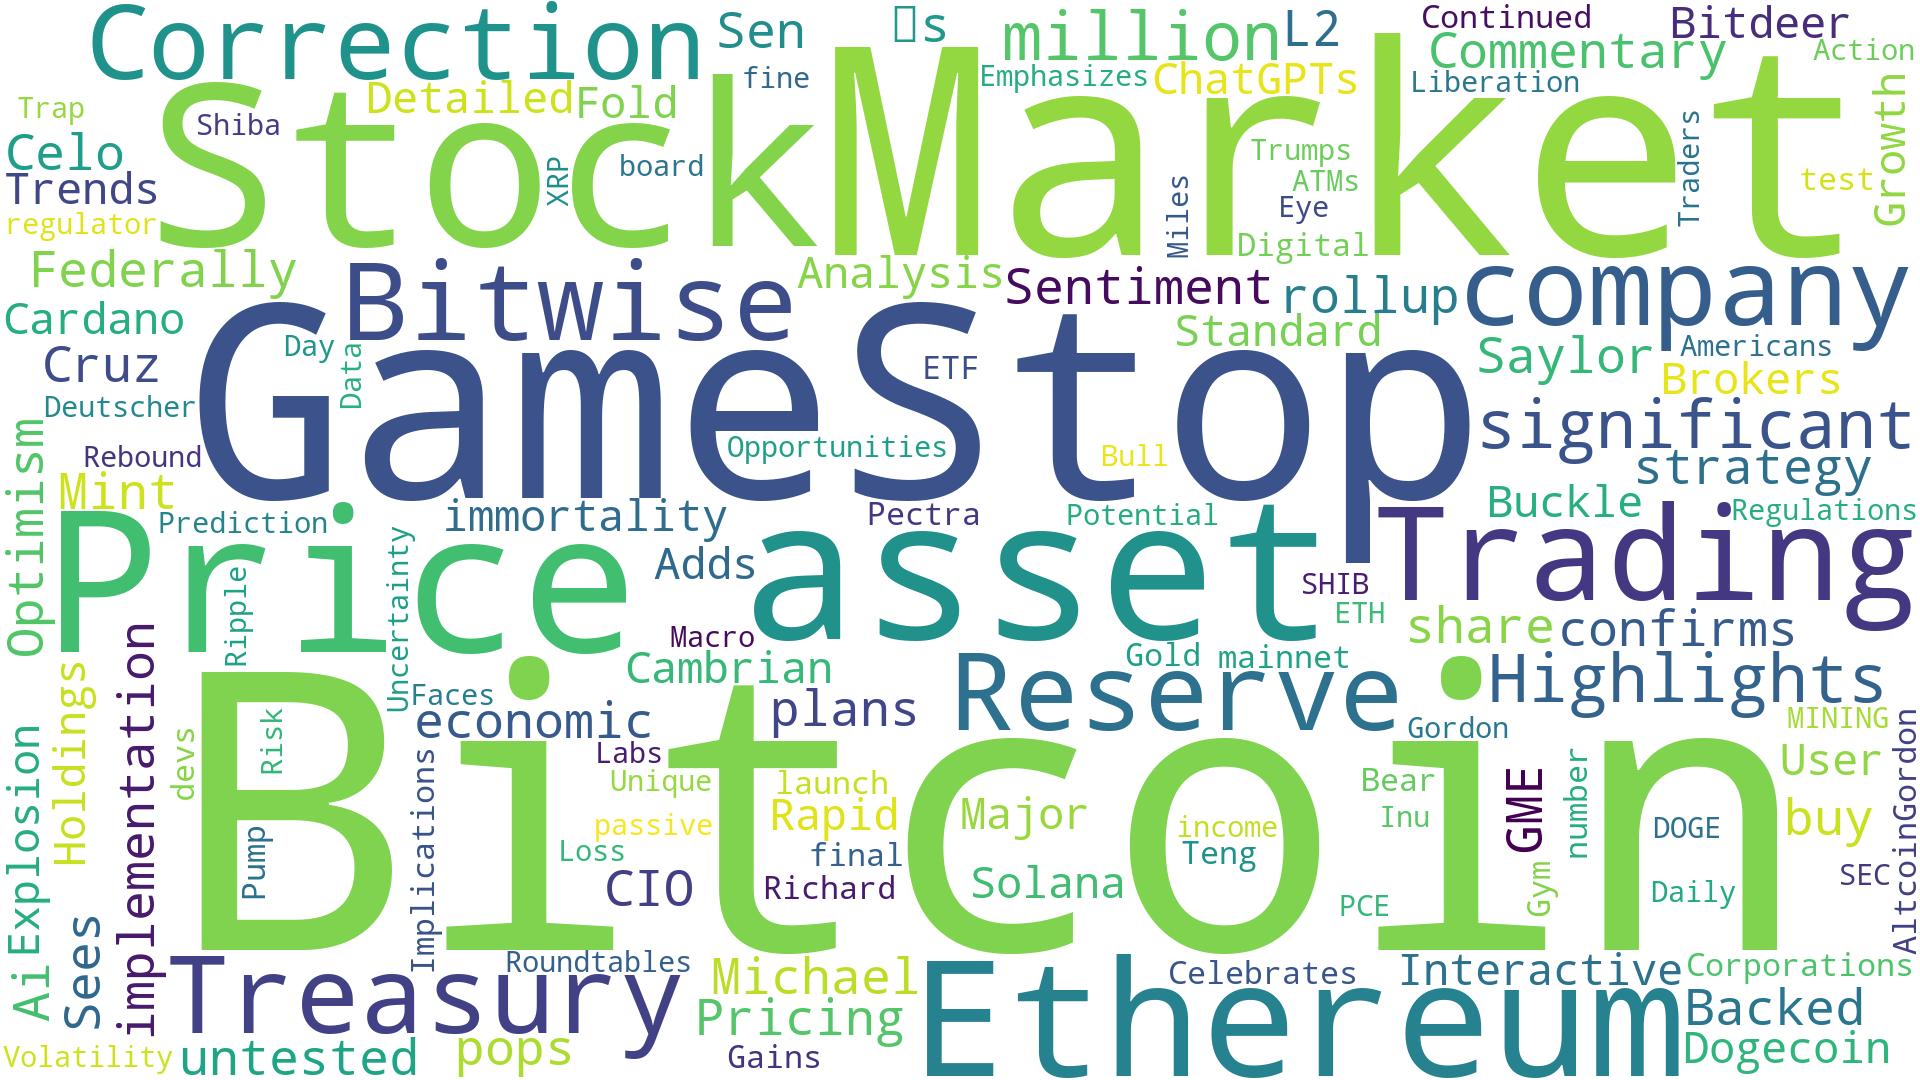 Correction
Sen
□s
million
L2
Continued
Bitdeer
Commentary
Action
Trap
Shiba
Detailed
Fold
fine
Emphasizes
ChatGPTs
Liberation
Growth
Celo
Stock
Market
XRP
board
Trumps
ATMs
Traders
test
Trends
Miles
Eye
regulator
Digital
Federally
Bitwise
Analysis
Sentiment
rollup
company
Cardano
Standard
Cruz
Day
Data
ETF
Saylor
Americans
Brokers
Deutscher
GameStop
significant
Optimism
Rebound
Opportunities
Bull
strategy
Mint
Prediction
immortality
Pectra
Potential
Buckle
Regulations
Price
Uncertainty
Adds
asset
Trading
Ripple
SHIB
ETH
Macro
share
confirms
Holdings
implementation
Faces
Cambrian
Gold
mainnet
Reserve
Highlights
economic
plans
Gordon
MINING
Explosion
devs
Risk
Implications
Labs
Unique
launch
Bear
GME
number
User
AltcoinGordon
Bitcoin
Pump
passive
Rapid
Major
income
Inu
DOGE
buy
Loss
final
Teng
CIO
Richard
Solana
PCE
Gym
Daily
SEC
Ai
Sees
Treasury
Roundtables
Michael
Ethereum
Celebrates
Interactive
Corporations
Pricing
Backed
Volatility
untested
pops
Gains
Dogecoin